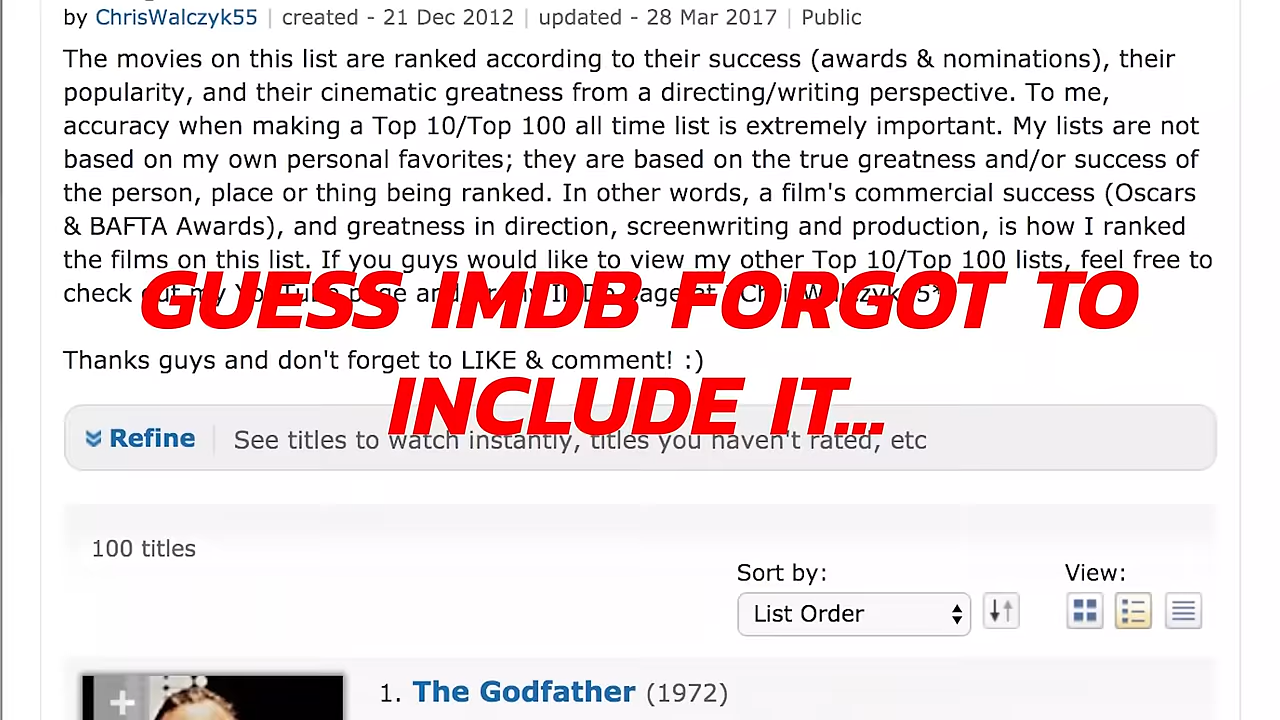 by ChrisWalczyk55 | created - 21 Dec 2012 | updated - 28 Mar 2017 | Public
The movies on this list are ranked according to their success (awards & nominations), their
popularity, and their cinematic greatness from a directing/writing perspective. To me,
accuracy when making a Top 10/Top 100 all time list is extremely important. My lists are not
based on my own personal favorites; they are based on the true greatness and/or success of
the person, place or thing being ranked. In other words, a film's commercial success (Oscars
& BAFTA Awards), and greatness in direction, screenwriting and production, is how I ranked
the films on this list. If you guys would like to view my other Top 10/Top 100 lists, feel free to
check out my YouTube page and
GUESS IMDB FORGOT TO
Thanks guys and don't forget to LIKE & comment! :)
INCLUDE IT...
Refine See titles to watch instantly, titles you haven't rated, etc
100 titles
Sort by: View:
List Order
1. The Godfather (1972)